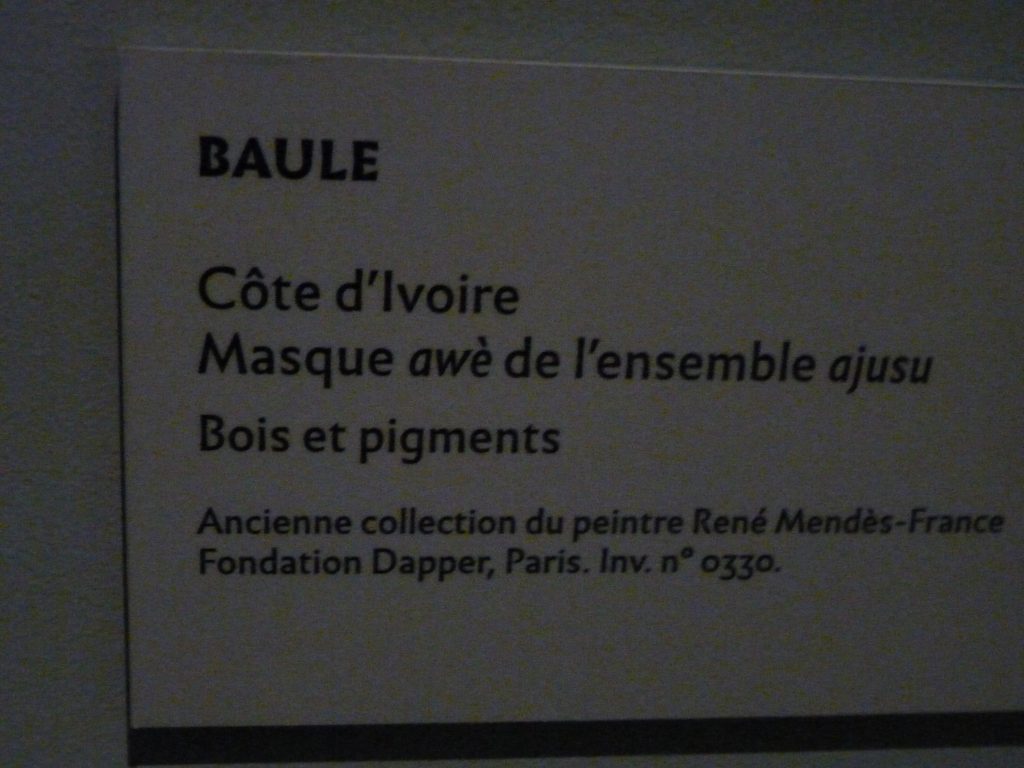 BAULE
Côte d'Ivoire
Masque awè de l'ensemble ajusu
Bois et pigments
Ancienne collection du peintre René Mendès-France
Fondation Dapper, Paris. Inv. n° 0330.